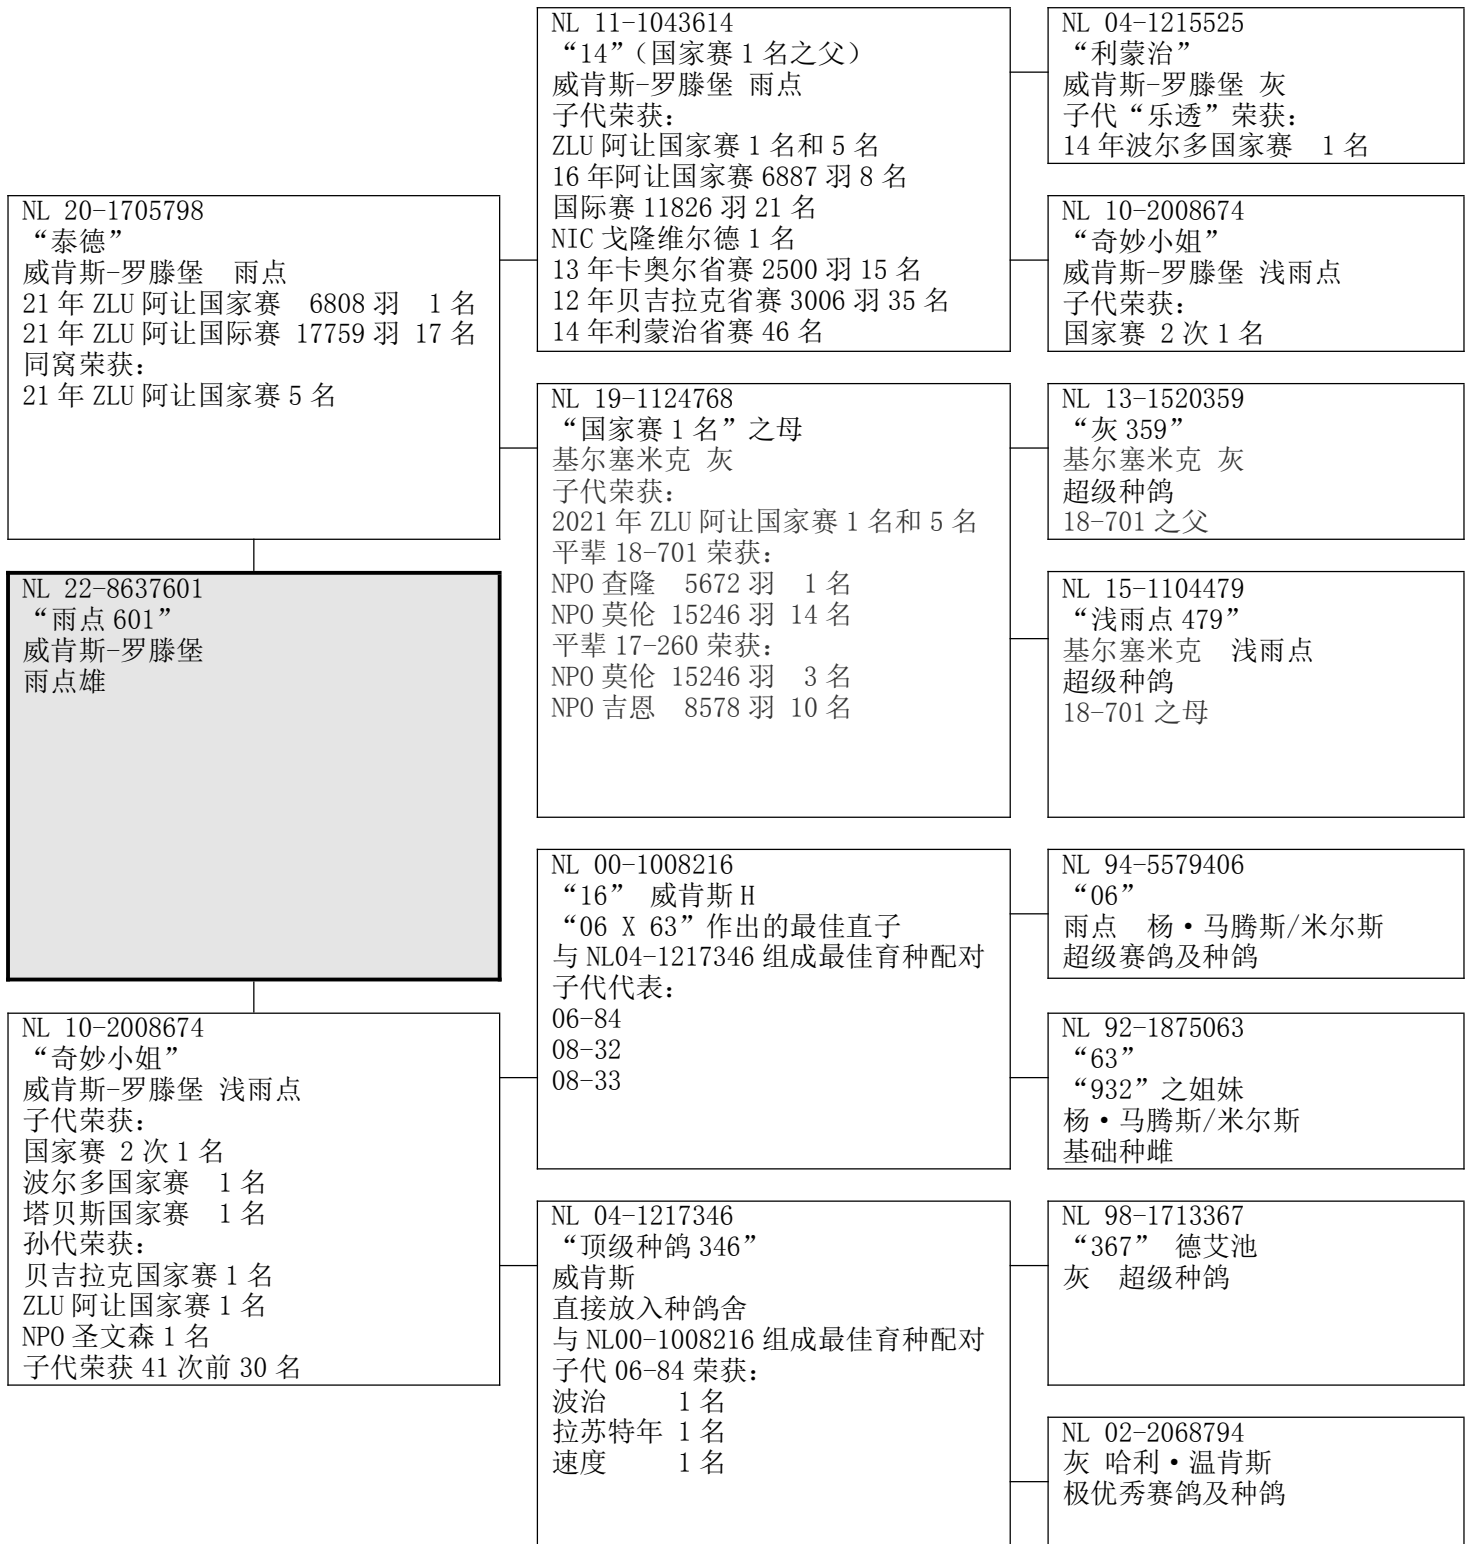 NL 20-1705798
“泰德”
威肯斯-罗滕堡 雨点
21 年 ZLU 阿让国家赛 6808 羽 1 名
21 年 ZLU 阿让国际赛 17759 羽 17 名
同窝荣获：
21 年 ZLU 阿让国家赛 5 名
NL 22-8637601
“雨点 601”
威肯斯-罗滕堡
雨点雄
NL 10-2008674
“奇妙小姐”
威肯斯-罗滕堡 浅雨点
子代荣获：
国家赛 2 次 1 名
波尔多国家赛 1 名
塔贝斯国家赛 1 名
孙代荣获：
贝吉拉克国家赛 1 名
ZLU 阿让国家赛 1 名
NPO 圣文森 1 名
子代荣获 41 次前 30 名
NL 11-1043614
“14”（国家赛 1 名之父）
威肯斯-罗滕堡 雨点
子代荣获：
ZLU 阿让国家赛 1 名和 5 名
16 年阿让国家赛 6887 羽 8 名
国际赛 11826 羽 21 名
NIC 戈隆维尔德 1 名
13 年卡奥尔省赛 2500 羽 15 名
12 年贝吉拉克省赛 3006 羽 35 名
14 年利蒙治省赛 46 名
NL 19-1124768
“国家赛 1 名”之母
基尔塞米克 灰
子代荣获：
2021 年 ZLU 阿让国家赛 1 名和 5 名
平辈 18-701 荣获：
NPO 查隆 5672 羽 1 名
NPO 莫伦 15246 羽 14 名
平辈 17-260 荣获：
NPO 莫伦 15246 羽 3 名
NPO 吉恩 8578 羽 10 名
NL 00-1008216
“16” 威肯斯 H
“06 X 63”作出的最佳直子
与 NL04-1217346 组成最佳育种配对
子代代表：
06-84
08-32
08-33
NL 04-1217346
“顶级种鸽 346”
威肯斯
直接放入种鸽舍
与 NL00-1008216 组成最佳育种配对
子代 06-84 荣获：
波治 1 名
拉苏特年 1 名
速度 1 名
NL 04-1215525
“利蒙治”
威肯斯-罗滕堡 灰
子代“乐透”荣获：
14 年波尔多国家赛 1 名
NL 10-2008674
“奇妙小姐”
威肯斯-罗滕堡 浅雨点
子代荣获：
国家赛 2 次 1 名
NL 13-1520359
“灰 359”
基尔塞米克 灰
超级种鸽
18-701 之父
NL 15-1104479
“浅雨点 479”
基尔塞米克 浅雨点
超级种鸽
18-701 之母
NL 94-5579406
“06”
雨点 杨·马腾斯/米尔斯
超级赛鸽及种鸽
NL 92-1875063
“63”
“932”之姐妹
杨·马腾斯/米尔斯
基础种雌
NL 98-1713367
“367” 德艾池
灰 超级种鸽
NL 02-2068794
灰 哈利·温肯斯
极优秀赛鸽及种鸽